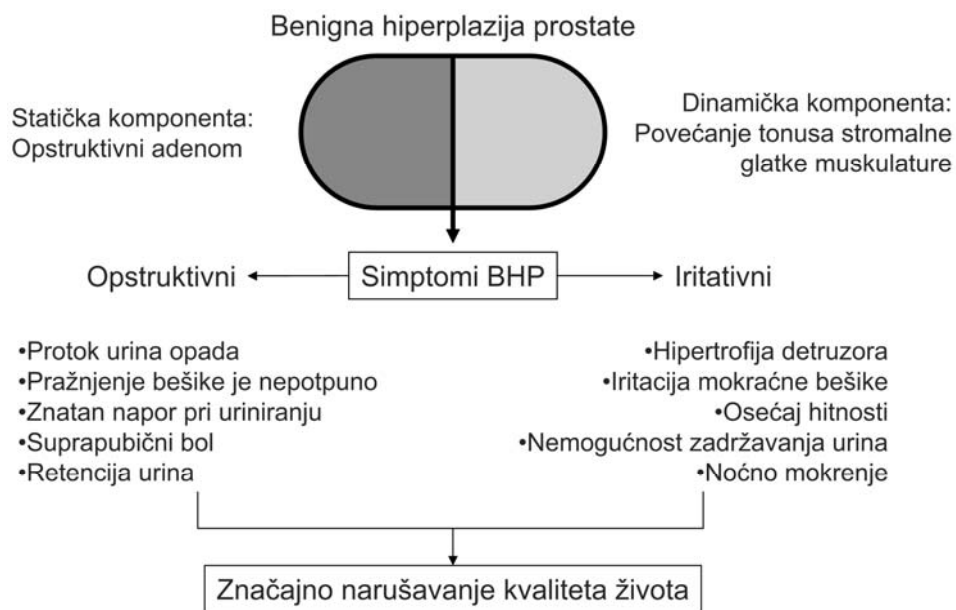 Benigna hiperplazija prostate
Statička komponenta:
Opstruktivni adenom
Dinamička komponenta:
Povećanje tonusa stromalne
glatke muskulature
Opstruktivni
Simptomi BHP
Iritativni
•Protok urina opada
•Pražnjenje bešike je nepotpuno
•Znatan napor pri uriniranju
•Suprapubični bol
•Retencija urina
•Hipertrofija detruzora
•Iritacija mokraćne bešike
•Osećaj hitnosti
•Nemogućnost zadržavanja urina
•Noćno mokrenje
Značajno narušavanje kvaliteta života